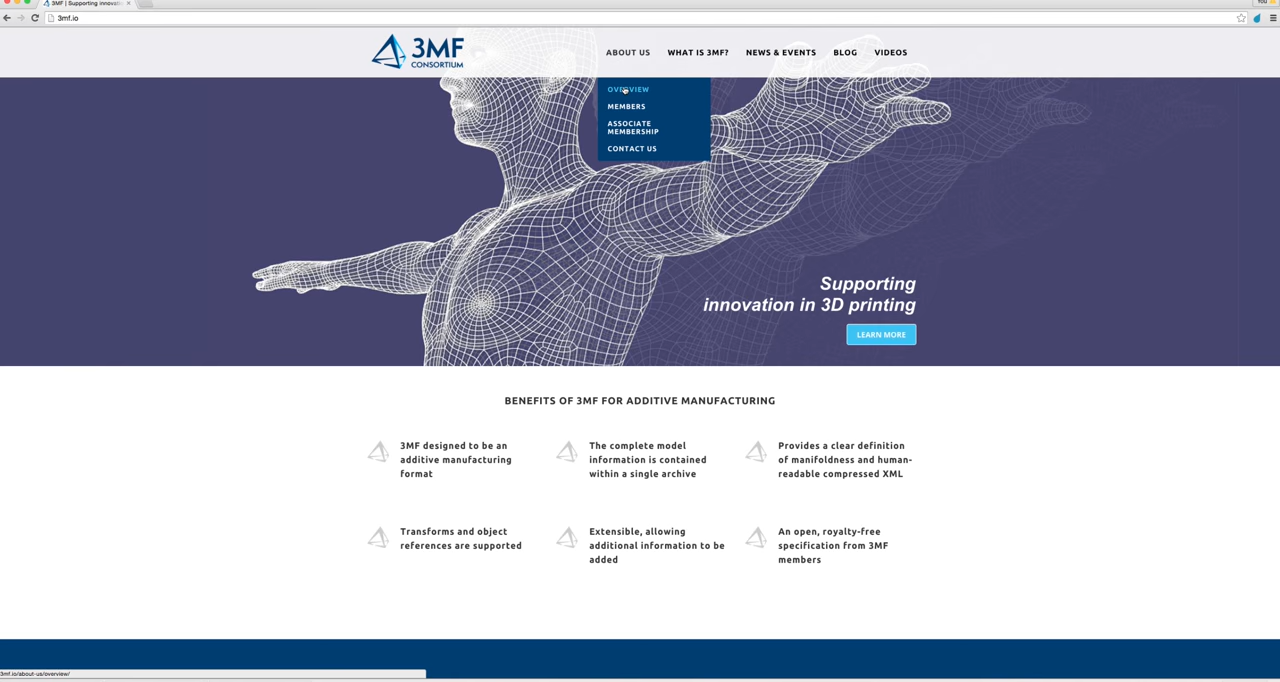 3MF | Supporting innovati
You
3mf.io
3MF
CONSORTIUM
ABOUT US
WHAT IS 3MF?
NEWS & EVENTS
BLOG
VIDEOS
OVERVIEW
MEMBERS
ASSOCIATE
MEMBERSHIP
CONTACT US
Supporting
innovation in 3D printing
LEARN MORE
BENEFITS OF 3MF FOR ADDITIVE MANUFACTURING
3MF designed to be an
additive manufacturing
format
The complete model
information is contained
within a single archive
Provides a clear definition
of manifoldness and human-
readable compressed XML
Transforms and object
references are supported
Extensible, allowing
additional information to be
added
An open, royalty-free
specification from 3MF
members
3mf.io/about-us/overview/